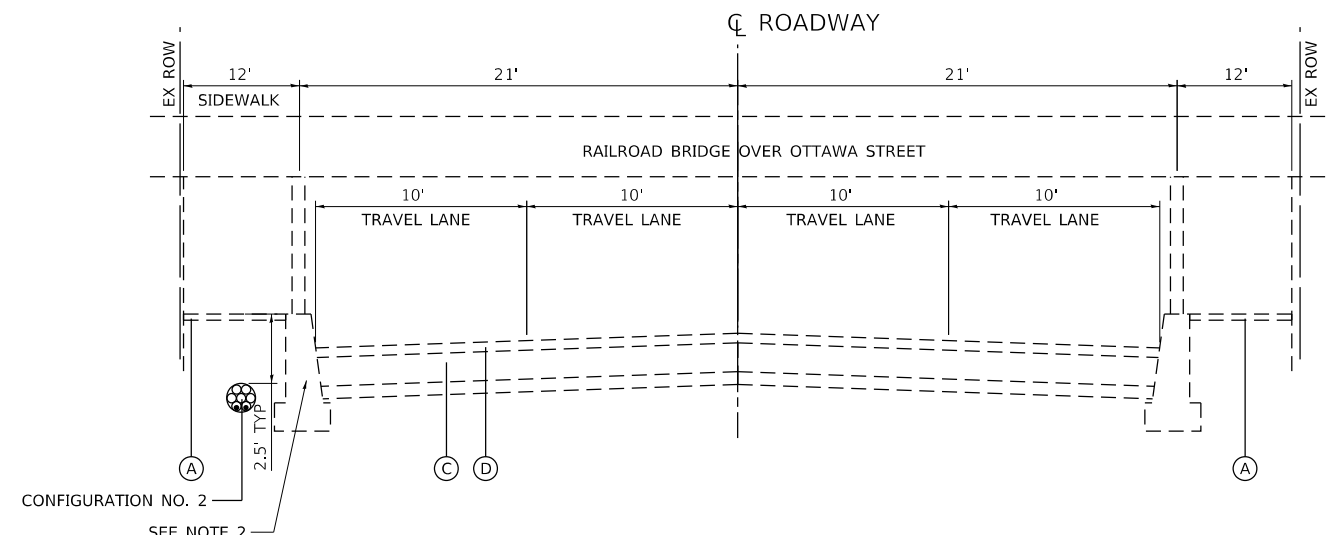 ℄ ROADWAY
EX ROW
12'
21'
21'
12'
EX ROW
SIDEWALK
RAILROAD BRIDGE OVER OTTAWA STREET
10'
10'
10'
10'
TRAVEL LANE
TRAVEL LANE
TRAVEL LANE
TRAVEL LANE
2.5' TYP
A
C
D
A
CONFIGURATION NO. 2
SEE NOTE 2